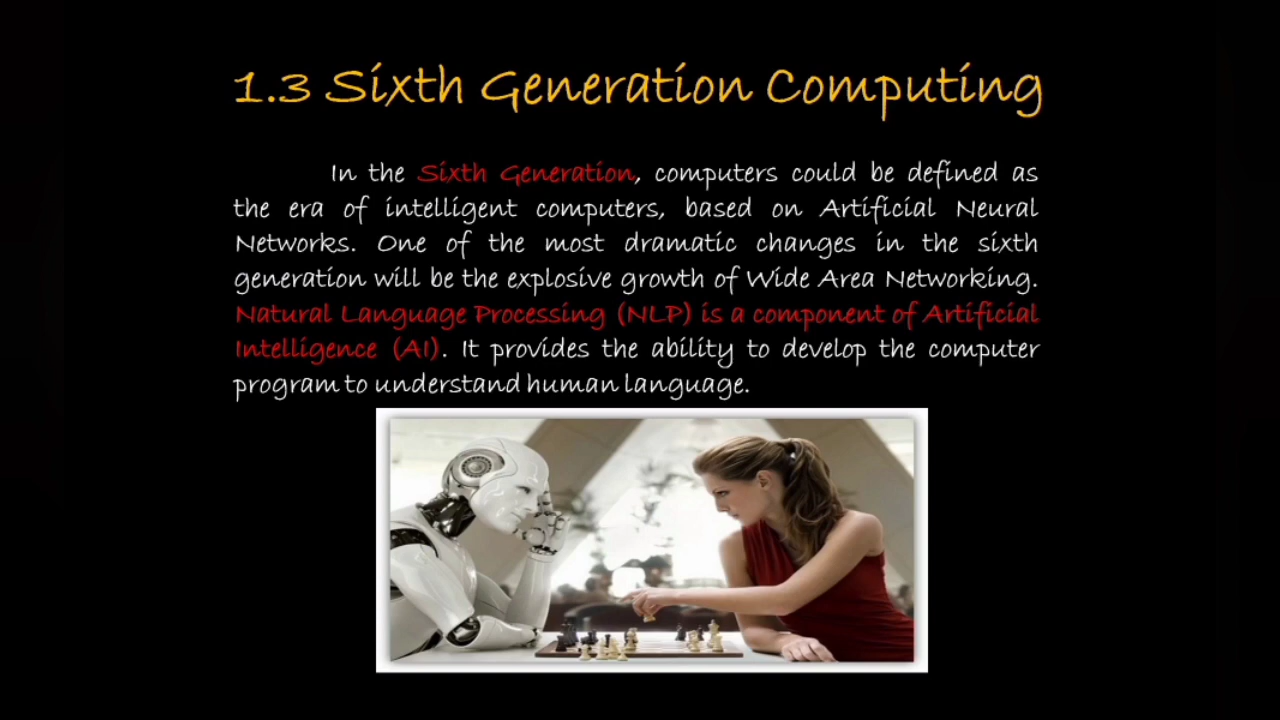 1.3 Sixth Generation Computing
In the Sixth Generation, computers could be defined as
the era of intelligent computers, based on Artificial Neural
Networks. One of the most dramatic changes in the sixth
generation will be the explosive growth of Wide Area Networking.
Natural Language Processing (NLP) is a component of Artificial
Intelligence (AI). It provides the ability to develop the computer
program to understand human language.